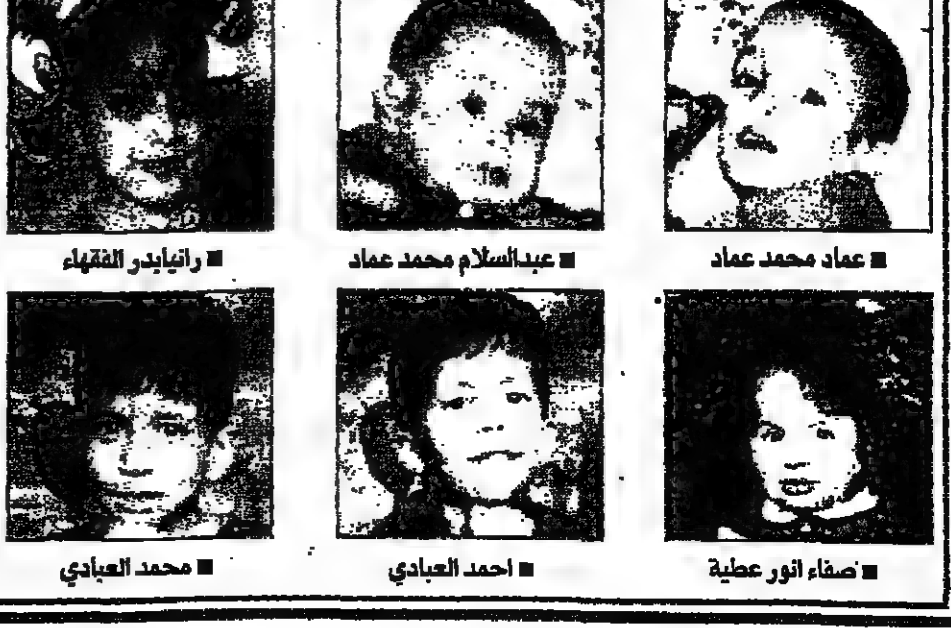 ■ عماد محمد عماد
■ عبدالسلام محمد عماد
■ رانيابدر الفقهاء
■ صفاء انور عطية
■ احمد العبادي
■ محمد العبادي